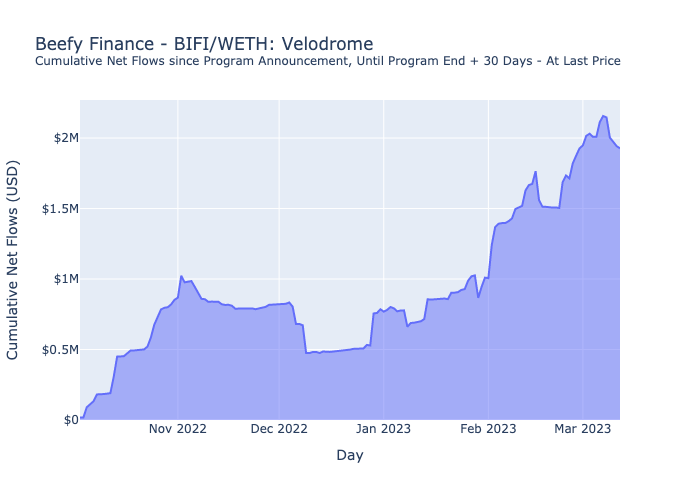 Beefy Finance - BIFI/WETH: Velodrome
Cumulative Net Flows since Program Announcement, Until Program End + 30 Days - At Last Price
Cumulative Net Flows (USD)
$2M
$1.5M
$1M
$0.5M
$0
Nov 2022 Dec 2022 Jan 2023 Feb 2023 Mar 2023
Day